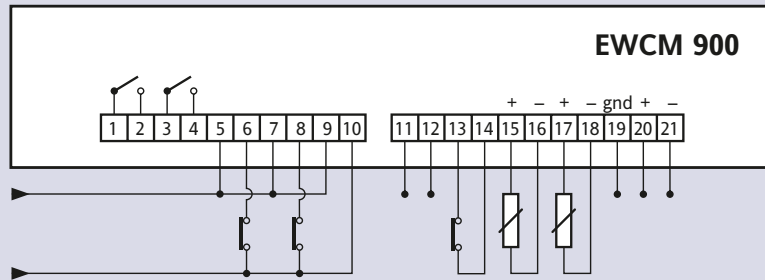 EWCM 900
+ – + – gnd + –
1 2 3 4 5 6 7 8 9 10 11 12 13 14 15 16 17 18 19 20 21